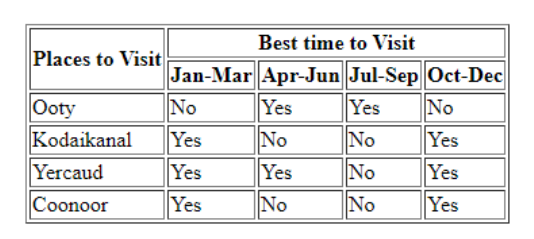 Places to Visit Best time to Visit
Jan-Mar Apr-Jun Jul-Sep Oct-Dec
Ooty No Yes Yes No
Kodaikanal Yes No No Yes
Yercaud Yes Yes No Yes
Coonoor Yes No No Yes